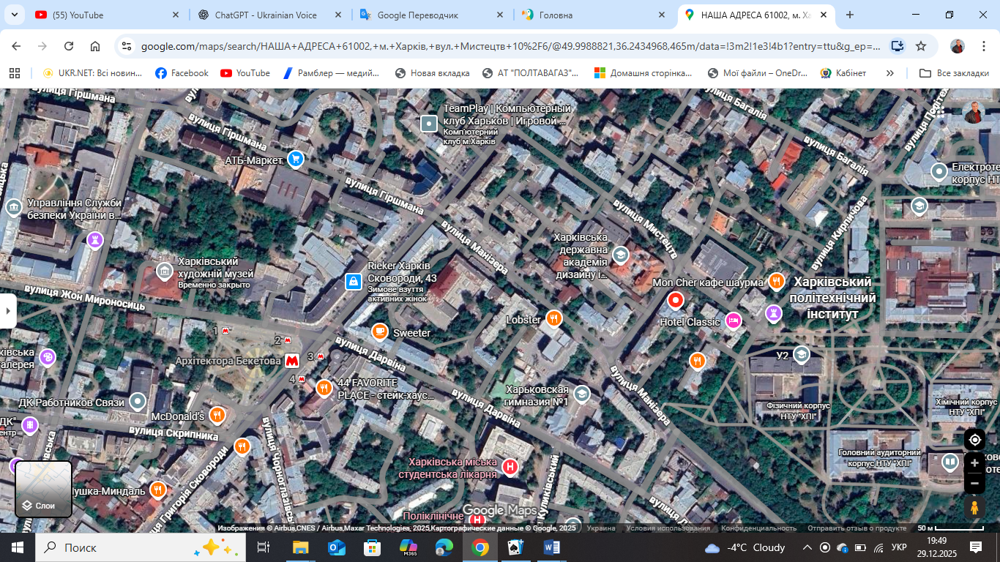 (55) YouTube
ChatGPT - Ukrainian Voice
Google Переводчик
Головна
НАША АДРЕСА 61002, м. Ха
google.com/maps/search/НАША+АДРЕСА+61002,+м.+Харків,+вул.+Мистецтв+10%2F6/@49.9988821,36.2434968,465m/data=!3m2!1e3!4b1?entry=ttu&g_ep=...
UKR.NET: Всі новин...
Facebook
YouTube
Рамблер — медий...
Новая вкладка
АТ "ПОЛТАВАГАЗ"...
Домашня сторінка...
Мої файли – OneDr...
Кабінет
Все закладки
вулиця Гіршмана
вулиця Гіршмана
TeamPlay | Компьютерный
клуб Харьков | Игровой ...
Комп'ютерний
клуб м.Харків
вулиця Багалія
вулиця Багалія
АТБ-Маркет
вулиця Гіршмана
Електроте
корпус НТ
Управління Служби
безпеки України в...
вулиця Мистецтв
вулиця Кирпичова
вулиця Манізера
Харківська
державна
академія
дизайну і...
Харківський
художній музей
Временно закрыто
Rieker Харків
Сковороди, 43
Зимове взуття
активних жінок
Mon Cher кафе шаурма
Харківський
політехнічний
інститут
вулиця Жон Мироносиць
Lobster
Hotel Classic
1
2
3
4
Sweeter
вулиця Дарвіна
Архітектора Бекетова
ківська
алерея
У2
44 FAVORITE
PLACE - стейк-хаус...
Харьковская
гимназия №1
вулиця Манізера
ДК Работников Связи
вулиця Дарвіна
Фізичний корпус
НТУ "ХПІ"
Хімічний корпус
НТУ "ХПІ"
McDonald's
ДК"
ентр
вулиця Скрипника
вулиця Чорноглазівс
Головний аудиторний
корпус НТУ "ХПІ"
Харківська міська
студентська лікарня
ушка-Миндаль
Григорія Сковороди
уликівський
Слои
Google Maps
Поліклінічне
вулиця Д
Изображения © Airbus,CNES / Airbus,Maxar Technologies, 2025,Картографические данные © Google, 2025
Украина
Условия использования
Конфиденциальность
Отправить отзыв о продукте
50 м
Поиск
M365
-4°C Cloudy
УКР
19:49
29.12.2025